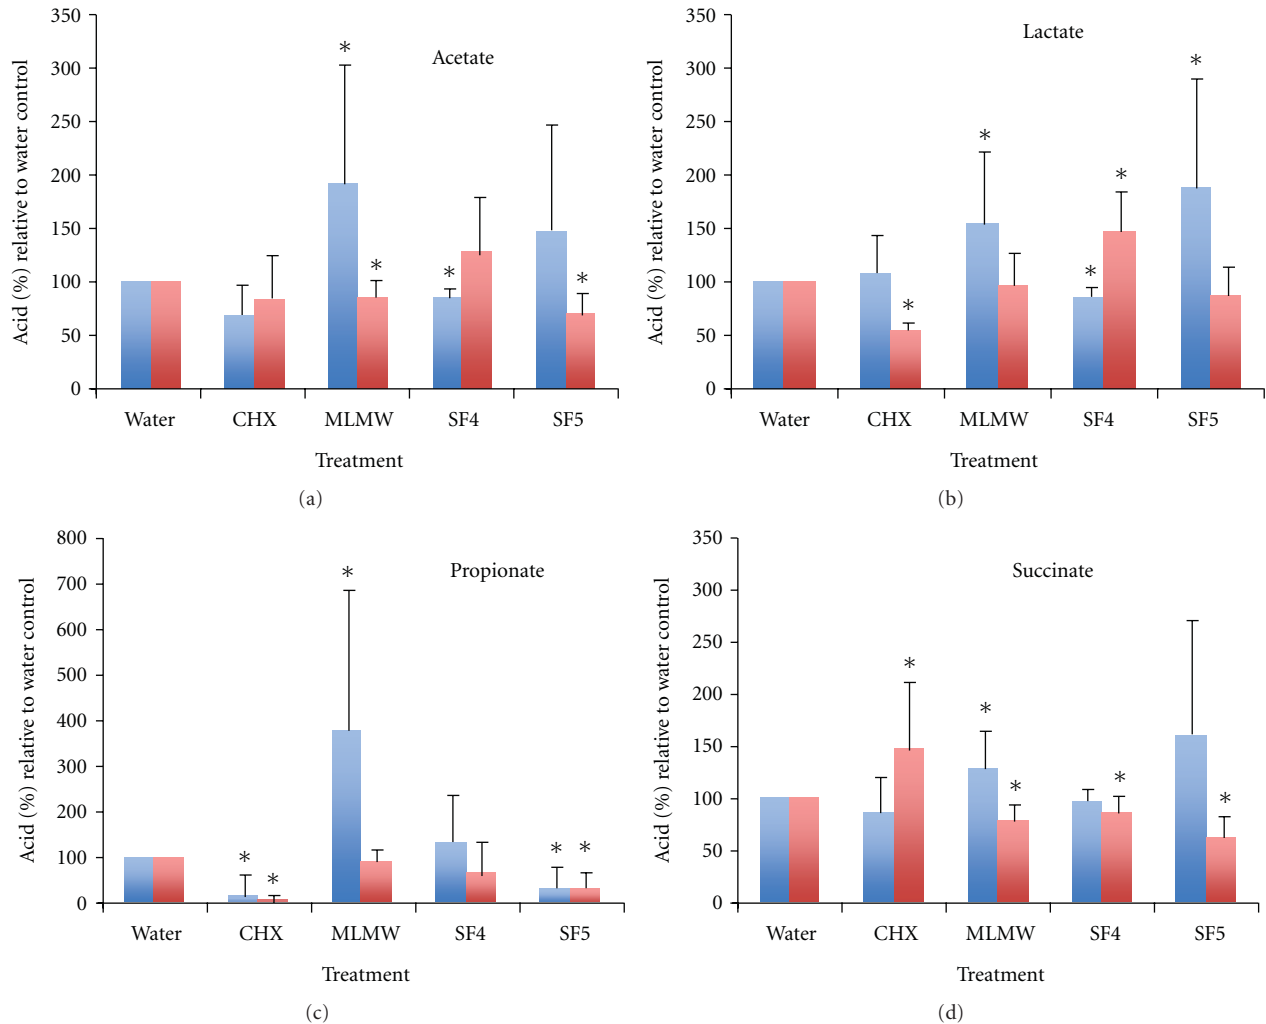 Acetate
Acid (%) relative to water control
350
300
250
200
150
100
50
0
* * * *
Water CHX MLMW SF4 SF5
Treatment
(a)
Lactate
Acid (%) relative to water control
350
300
250
200
150
100
50
0
* * * * *
Water CHX MLMW SF4 SF5
Treatment
(b)
Propionate
Acid (%) relative to water control
800
700
600
500
400
300
200
100
0
* * * * *
Water CHX MLMW SF4 SF5
Treatment
(c)
Succinate
Acid (%) relative to water control
350
300
250
200
150
100
50
0
* * * * *
Water CHX MLMW SF4 SF5
Treatment
(d)